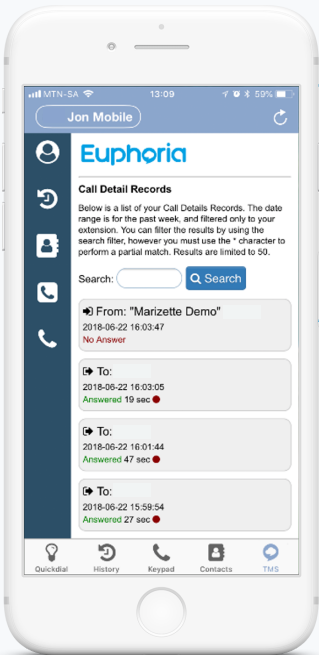 MTN-SA 13:09 59%
Jon Mobile
Euphoria
Call Detail Records
Below is a list of your Call Details Records. The date
range is for the past week, and filtered only to your
extension. You can filter the results by using the
search filter, however you must use the * character to
perform a partial match. Results are limited to 50.
Search: Search
From: "Marizette Demo"
2018-06-22 16:03:47
No Answer
To:
2018-06-22 16:03:05
Answered 19 sec
To:
2018-06-22 16:01:44
Answered 47 sec
To:
2018-06-22 15:59:54
Answered 27 sec
Quickdial History Keypad Contacts TMS